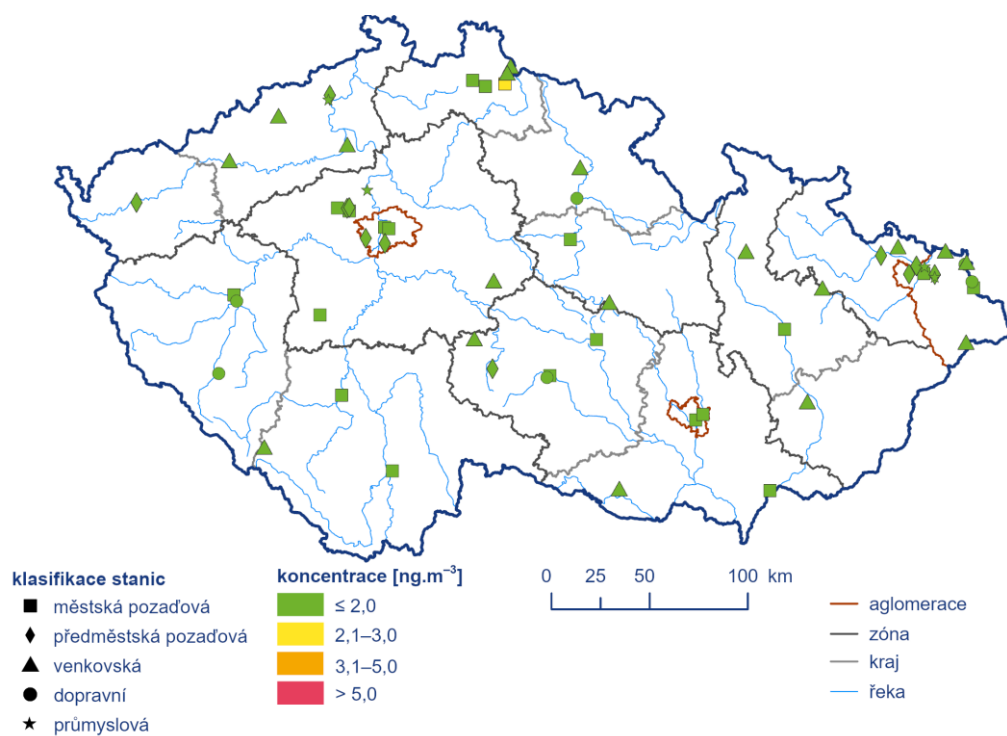 klasifikace stanic
městská pozaďová
předměstská pozaďová
venkovská
dopravní
průmyslová
koncentrace [ng.m⁻³]
≤ 2,0
2,1–3,0
3,1–5,0
> 5,0
0 25 50 100 km
aglomerace
zóna
kraj
řeka